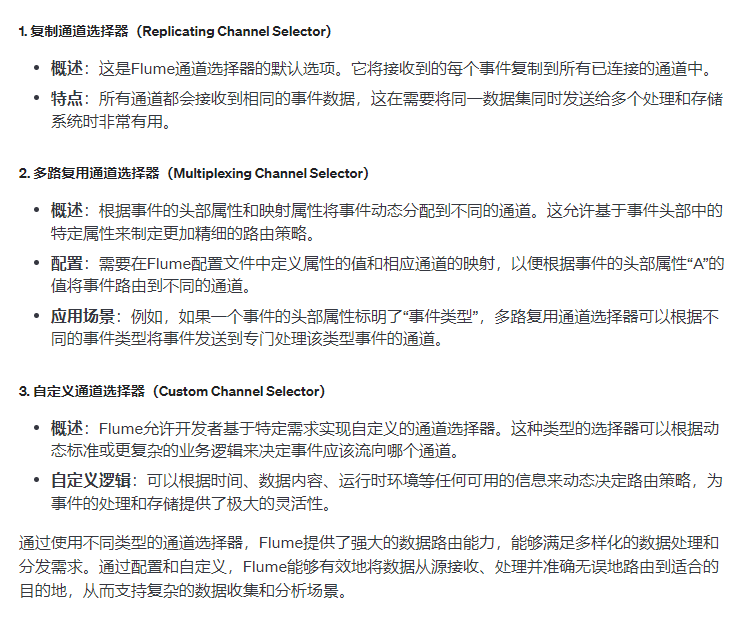 1. 复制通道选择器（Replicating Channel Selector）
• 概述：这是Flume通道选择器的默认选项。它将接收到的每个事件复制到所有已连接的通道中。
• 特点：所有通道都会接收到相同的事件数据，这在需要将同一数据集同时发送给多个处理和存储
系统时非常有用。
2. 多路复用通道选择器（Multiplexing Channel Selector）
• 概述：根据事件的头部属性和映射属性将事件动态分配到不同的通道。这允许基于事件头部中的
特定属性来制定更加精细的路由策略。
• 配置：需要在Flume配置文件中定义属性的值和相应通道的映射，以便根据事件的头部属性“A”的
值将事件路由到不同的通道。
• 应用场景：例如，如果一个事件的头部属性标明了“事件类型”，多路复用通道选择器可以根据不
同的事件类型将事件发送到专门处理该类型事件的通道。
3. 自定义通道选择器（Custom Channel Selector）
• 概述：Flume允许开发者基于特定需求实现自定义的通道选择器。这种类型的选择器可以根据动
态标准或更复杂的业务逻辑来决定事件应该流向哪个通道。
• 自定义逻辑：可以根据时间、数据内容、运行时环境等任何可用的信息来动态决定路由策略，为
事件的处理和存储提供了极大的灵活性。
通过使用不同类型的通道选择器，Flume提供了强大的数据路由能力，能够满足多样化的数据处理和
分发需求。通过配置和自定义，Flume能够有效地将数据从源接收、处理并准确无误地路由到适合的
目的地，从而支持复杂的数据收集和分析场景。